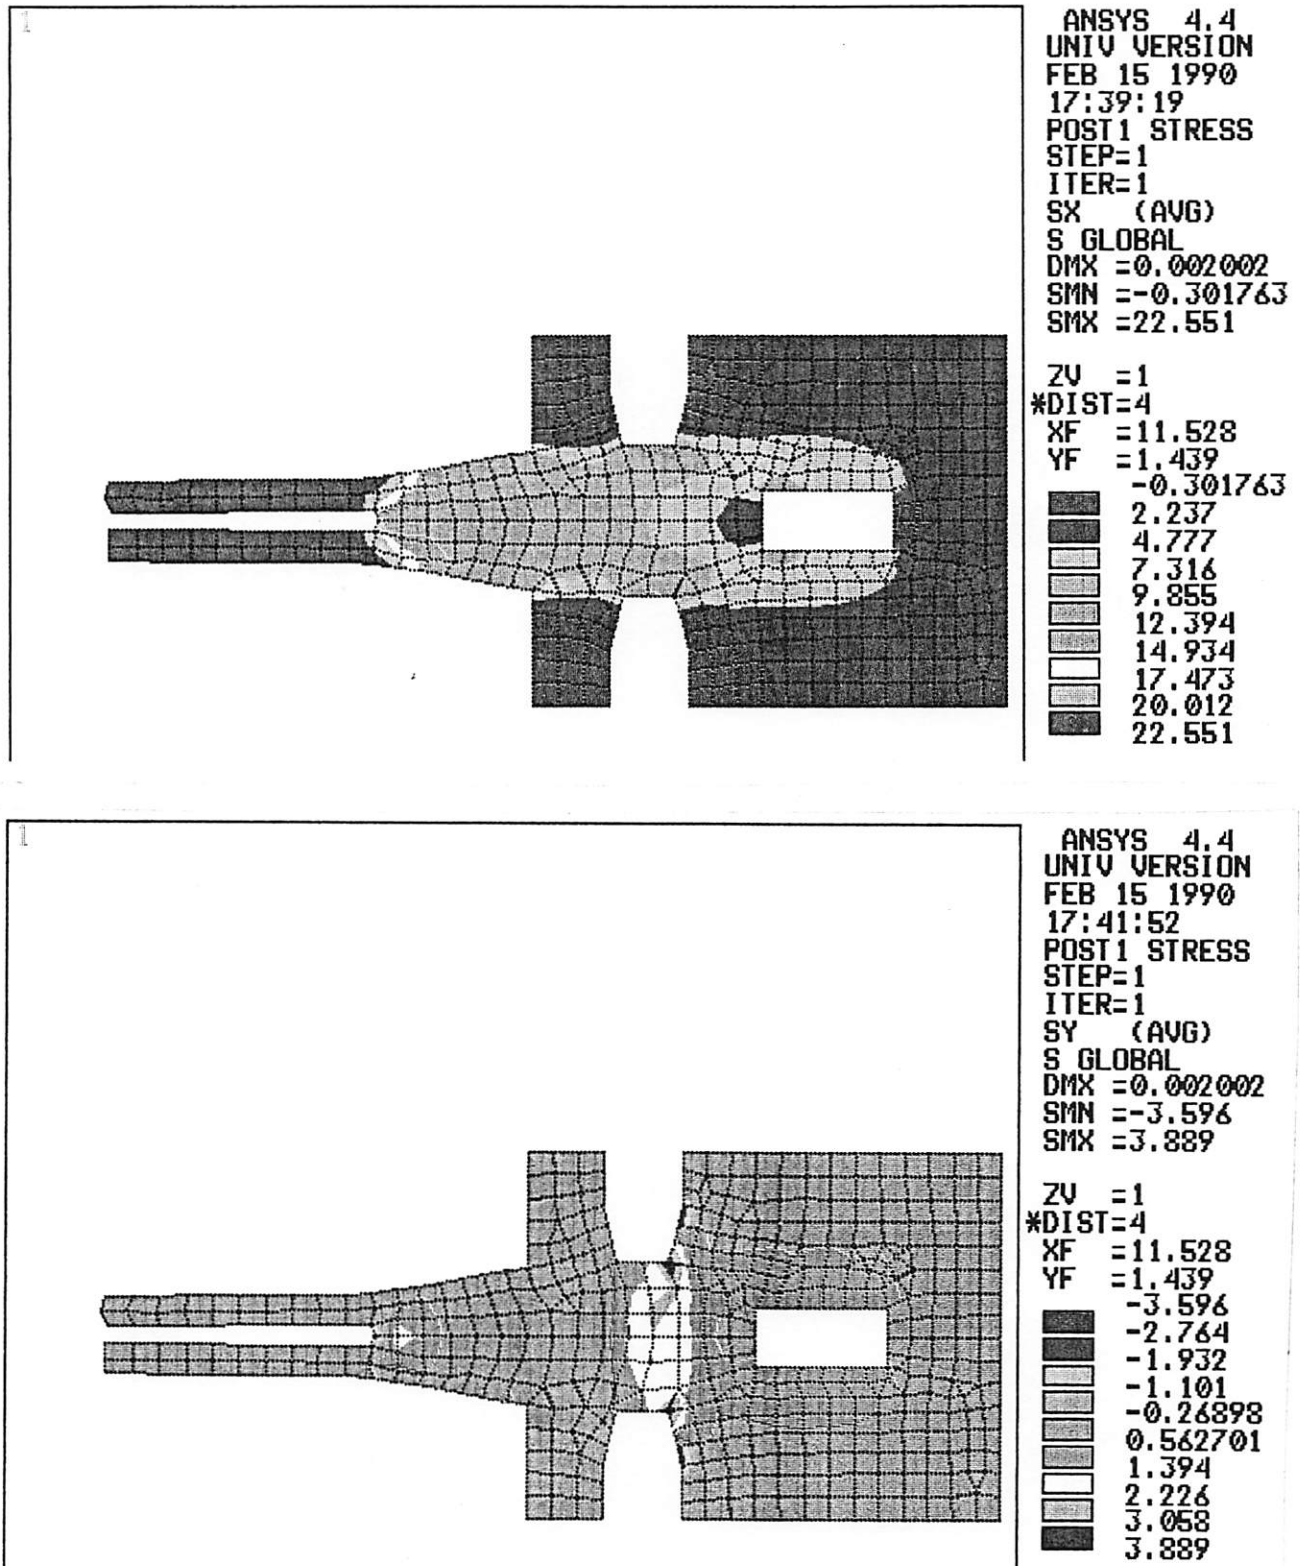 1
ANSYS 4.4
UNIV VERSION
FEB 15 1990
17:39:19
POST1 STRESS
STEP=1
ITER=1
SX (AVG)
S GLOBAL
DMX =0.002002
SMN =-0.301763
SMX =22.551
ZV =1
*DIST=4
XF =11.528
YF =1.439
-0.301763
2.237
4.777
7.316
9.855
12.394
14.934
17.473
20.012
22.551
1
ANSYS 4.4
UNIV VERSION
FEB 15 1990
17:41:52
POST1 STRESS
STEP=1
ITER=1
SY (AVG)
S GLOBAL
DMX =0.002002
SMN =-3.596
SMX =3.889
ZV =1
*DIST=4
XF =11.528
YF =1.439
-3.596
-2.764
-1.932
-1.101
-0.26898
0.562701
1.394
2.226
3.058
3.889